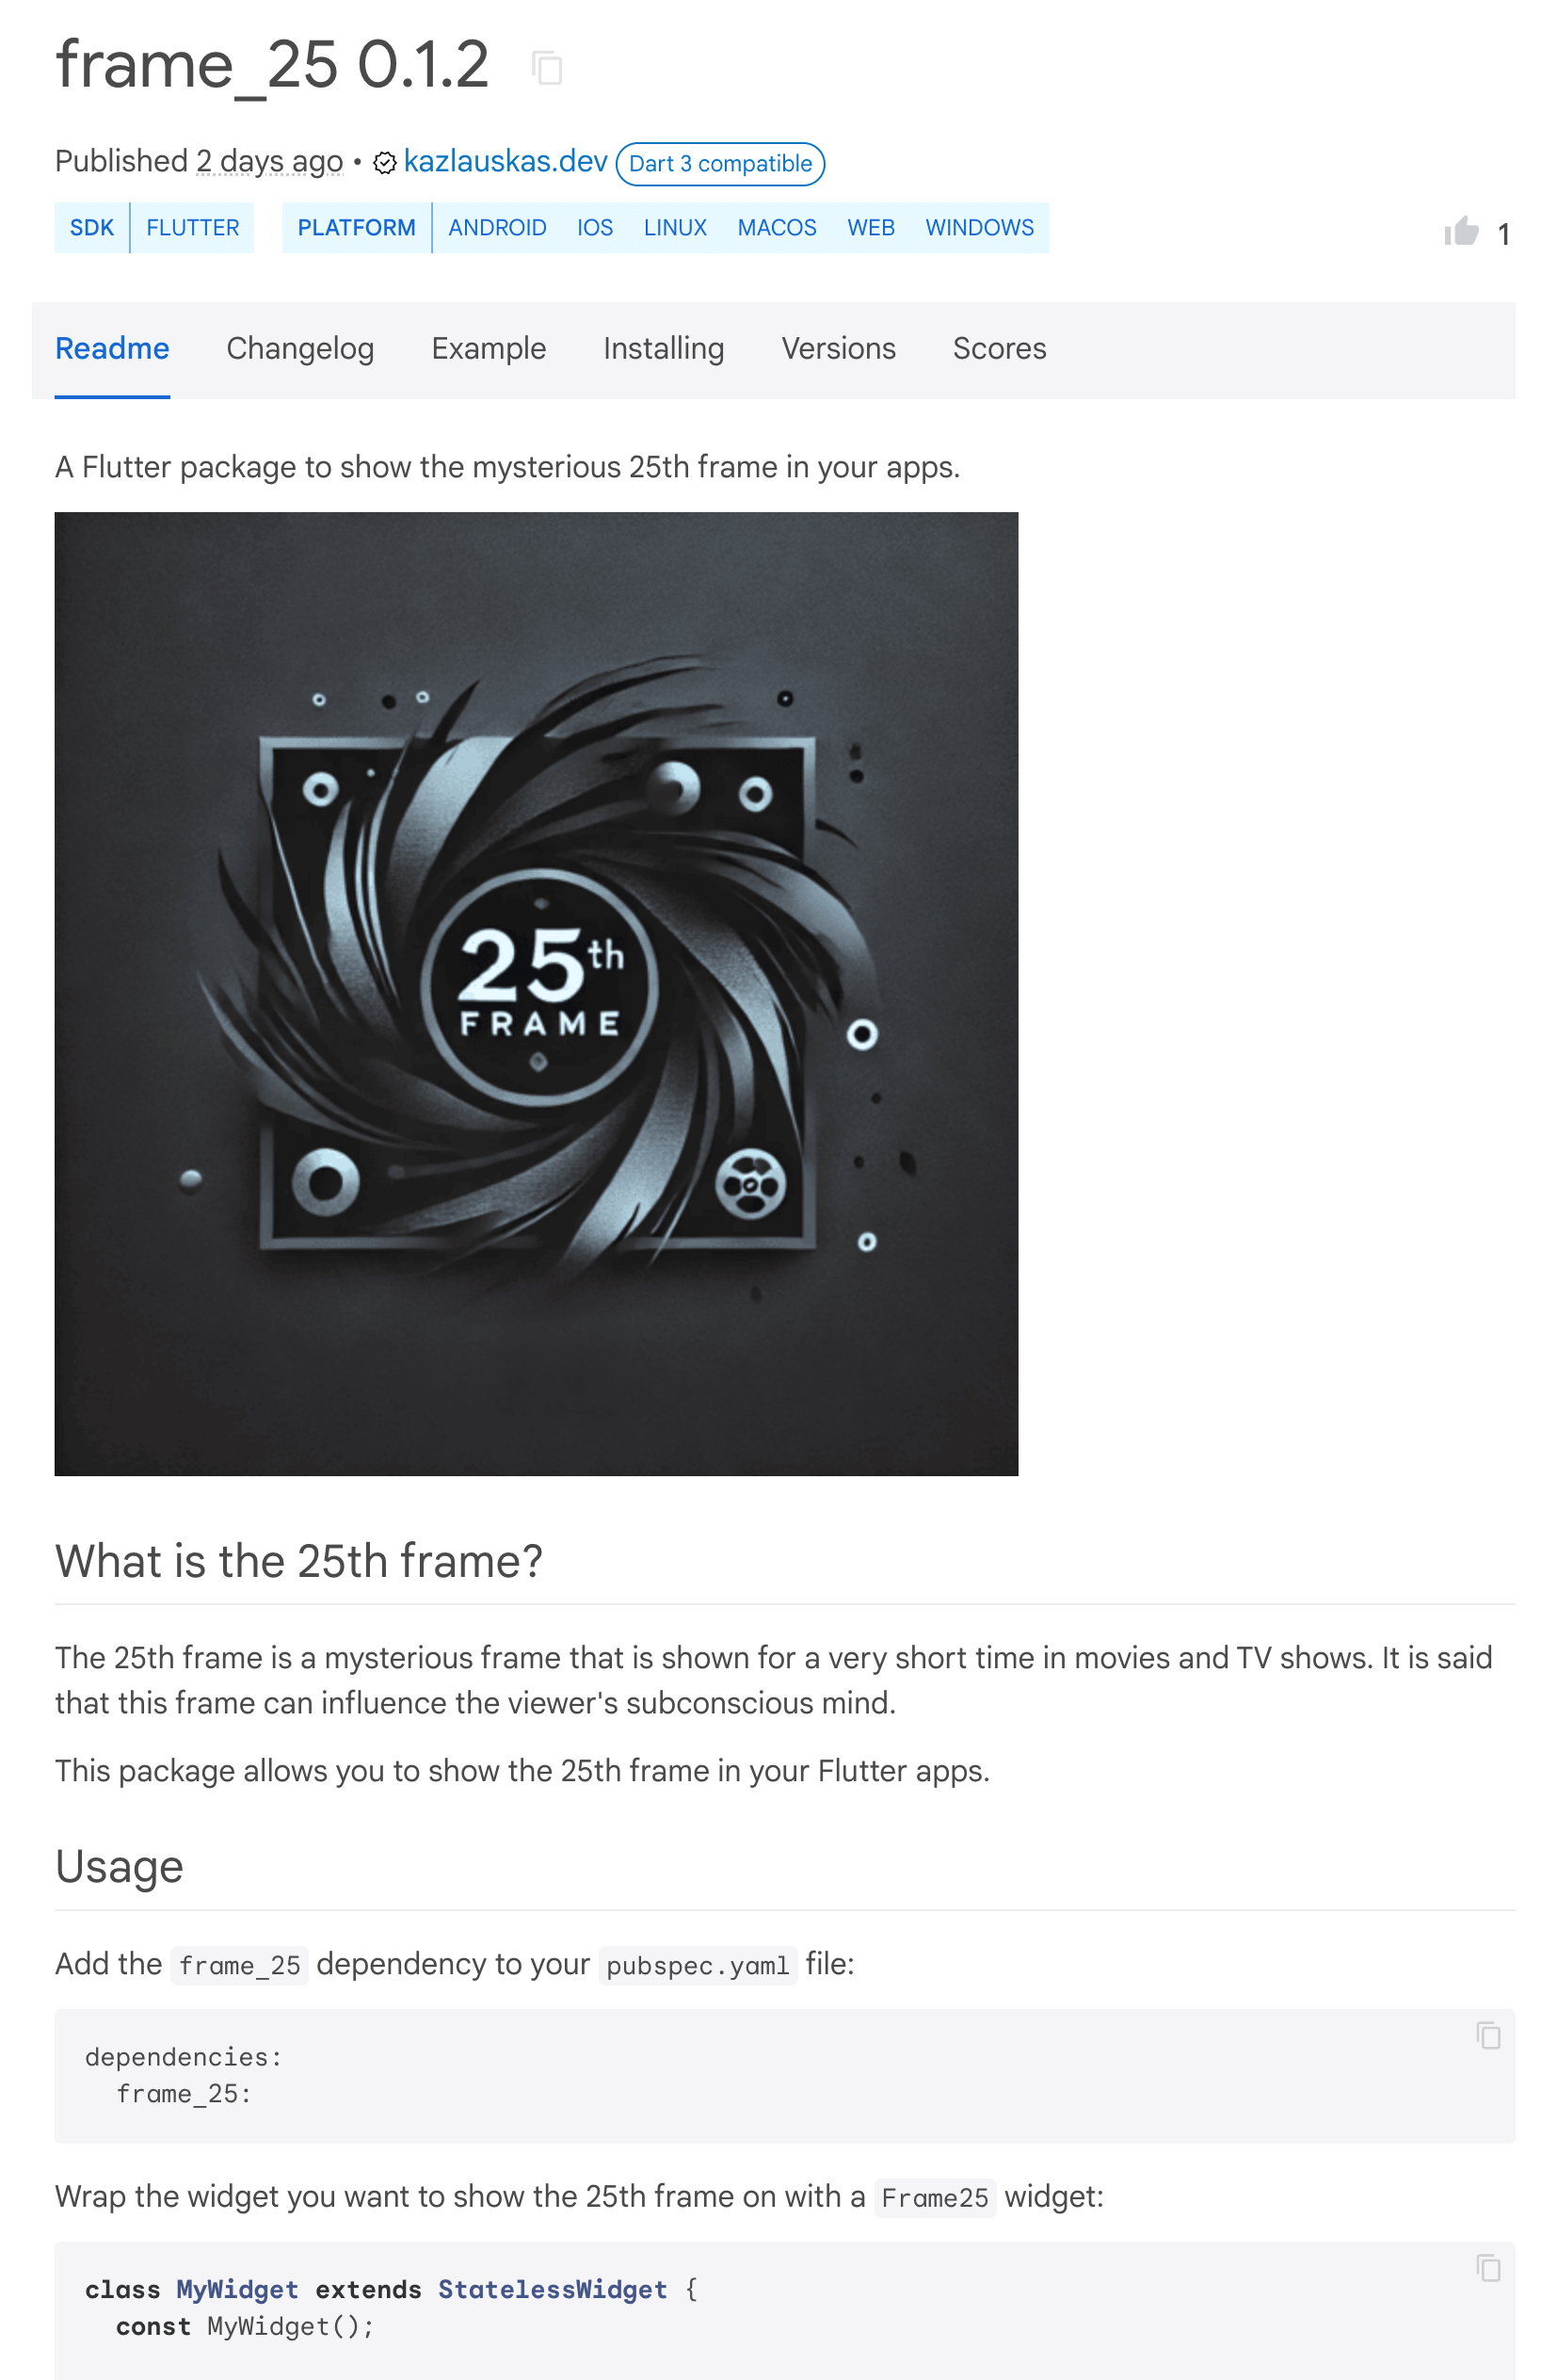 frame_25 0.1.2
Published 2 days ago • kazlauskas.dev Dart 3 compatible
SDK FLUTTER PLATFORM ANDROID IOS LINUX MACOS WEB WINDOWS 1
Readme Changelog Example Installing Versions Scores
A Flutter package to show the mysterious 25th frame in your apps.
25th
FRAME
What is the 25th frame?
The 25th frame is a mysterious frame that is shown for a very short time in movies and TV shows. It is said
that this frame can influence the viewer's subconscious mind.
This package allows you to show the 25th frame in your Flutter apps.
Usage
Add the frame_25 dependency to your pubspec.yaml file:
dependencies:
  frame_25:
Wrap the widget you want to show the 25th frame on with a Frame25 widget:
class MyWidget extends StatelessWidget {
  const MyWidget();